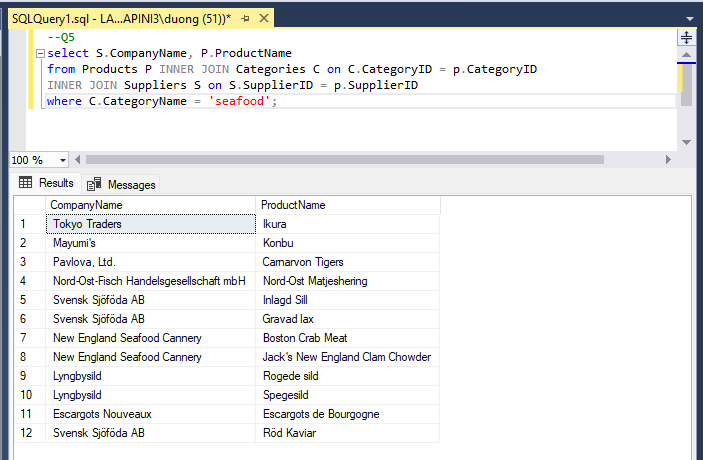 SQLQuery1.sql - LA...APINI3\duong (51))*
--Q5
select S.CompanyName, P.ProductName
from Products P INNER JOIN Categories C on C.CategoryID = p.CategoryID
INNER JOIN Suppliers S on S.SupplierID = p.SupplierID
where C.CategoryName = 'seafood';
100 %
Results Messages
CompanyName ProductName
1 Tokyo Traders Ikura
2 Mayumi's Konbu
3 Pavlova, Ltd. Carnarvon Tigers
4 Nord-Ost-Fisch Handelsgesellschaft mbH Nord-Ost Matjeshering
5 Svensk Sjöföda AB Inlagd Sill
6 Svensk Sjöföda AB Gravad lax
7 New England Seafood Cannery Boston Crab Meat
8 New England Seafood Cannery Jack's New England Clam Chowder
9 Lyngbysild Rogede sild
10 Lyngbysild Spegesild
11 Escargots Nouveaux Escargots de Bourgogne
12 Svensk Sjöföda AB Röd Kaviar